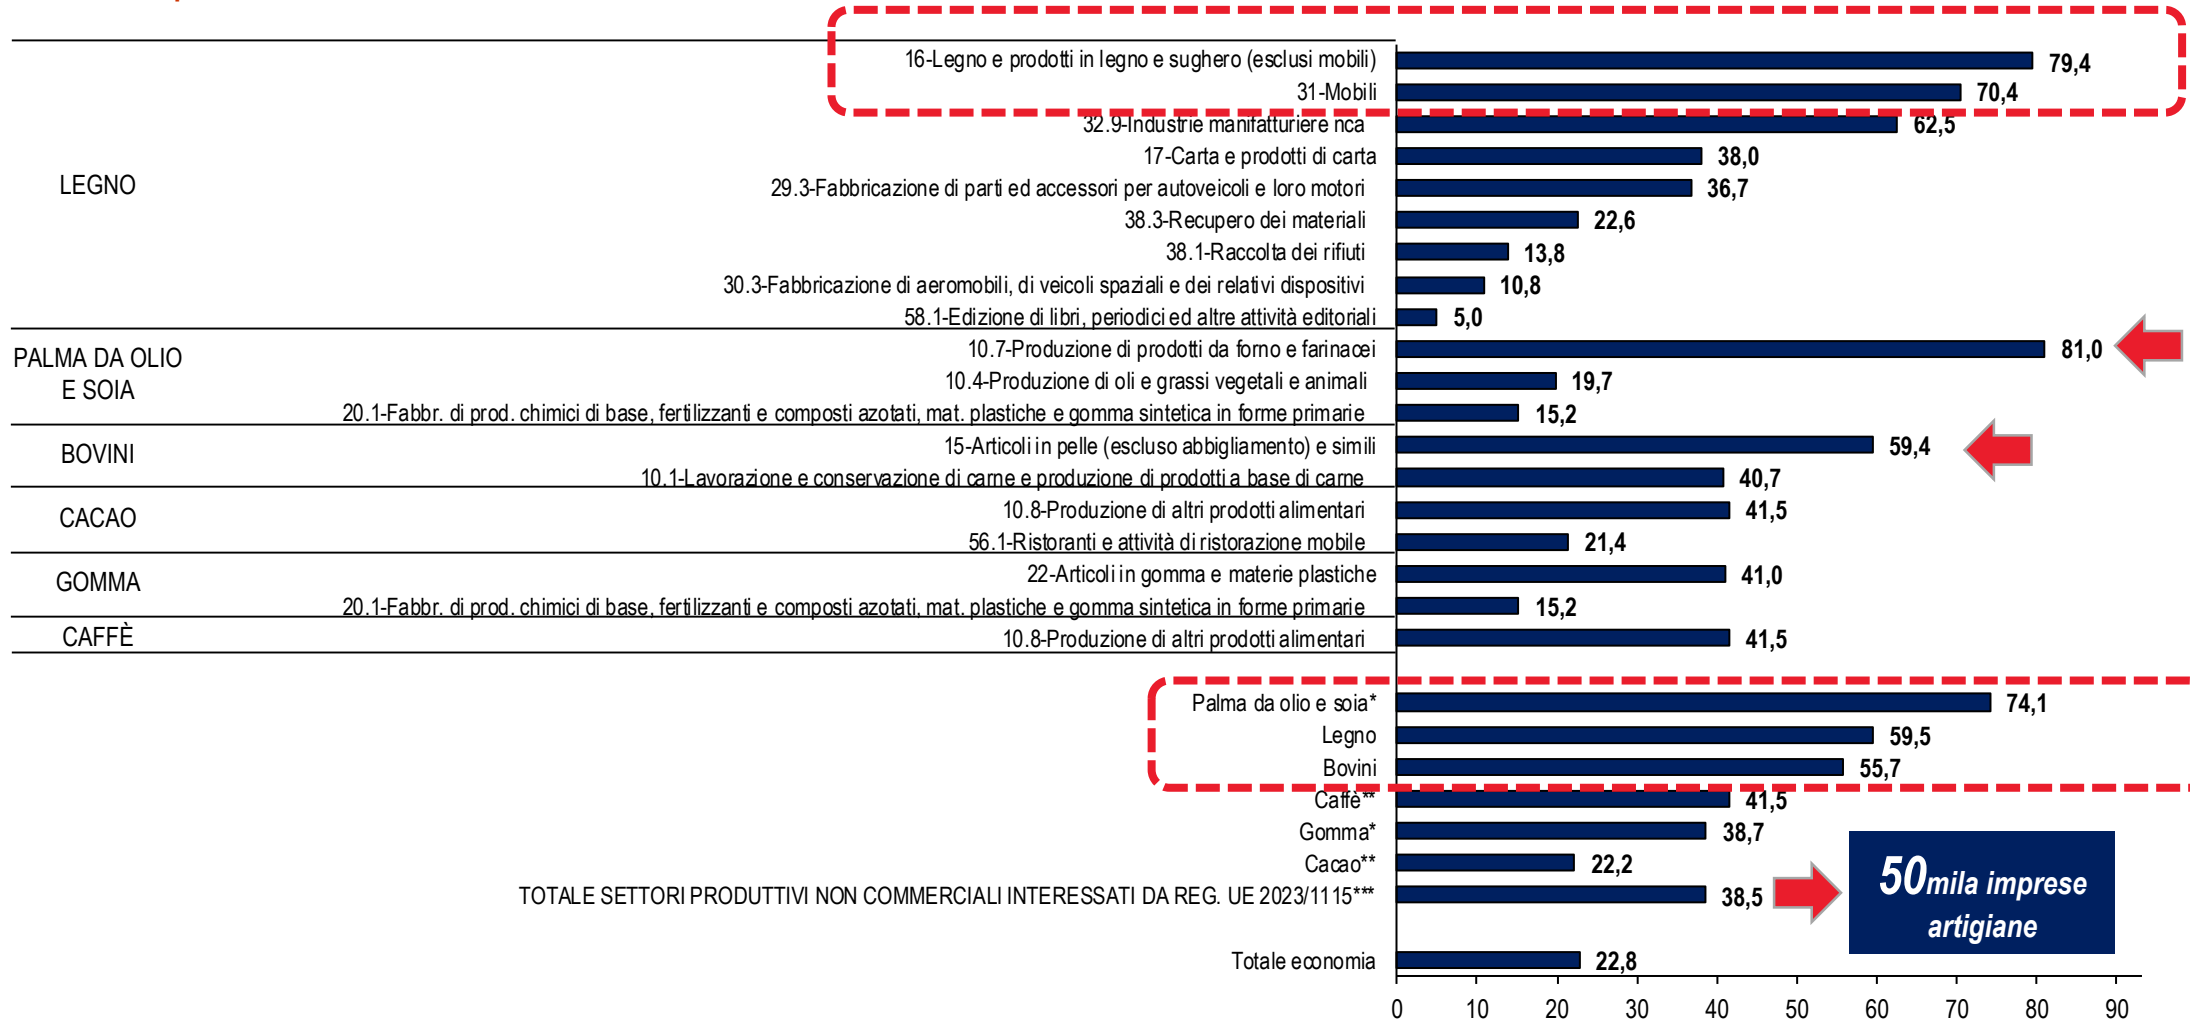 16-Legno e prodotti in legno e sughero (esclusi mobili) 79,4
31-Mobili 70,4
32.9-Industrie manifatturiere nca 62,5
17-Carta e prodotti di carta 38,0
LEGNO
29.3-Fabbricazione di parti ed accessori per autoveicoli e loro motori 36,7
38.3-Recupero dei materiali 22,6
38.1-Raccolta dei rifiuti 13,8
30.3-Fabbricazione di aeromobili, di veicoli spaziali e dei relativi dispositivi 10,8
58.1-Edizione di libri, periodici ed altre attività editoriali 5,0
PALMA DA OLIO
E SOIA
10.7-Produzione di prodotti da forno e farinacei 81,0
10.4-Produzione di oli e grassi vegetali e animali 19,7
20.1-Fabbr. di prod. chimici di base, fertilizzanti e composti azotati, mat. plastiche e gomma sintetica in forme primarie 15,2
BOVINI
15-Articoli in pelle (escluso abbigliamento) e simili 59,4
10.1-Lavorazione e conservazione di carne e produzione di prodotti a base di carne 40,7
CACAO
10.8-Produzione di altri prodotti alimentari 41,5
56.1-Ristoranti e attività di ristorazione mobile 21,4
GOMMA
22-Articoli in gomma e materie plastiche 41,0
20.1-Fabbr. di prod. chimici di base, fertilizzanti e composti azotati, mat. plastiche e gomma sintetica in forme primarie 15,2
CAFFÈ
10.8-Produzione di altri prodotti alimentari 41,5
Palma da olio e soia* 74,1
Legno 59,5
Bovini 55,7
Caffè** 41,5
Gomma* 38,7
Cacao** 22,2
TOTALE SETTORI PRODUTTIVI NON COMMERCIALI INTERESSATI DA REG. UE 2023/1115*** 38,5
50mila imprese
artigiane
Totale economia 22,8
0 10 20 30 40 50 60 70 80 90